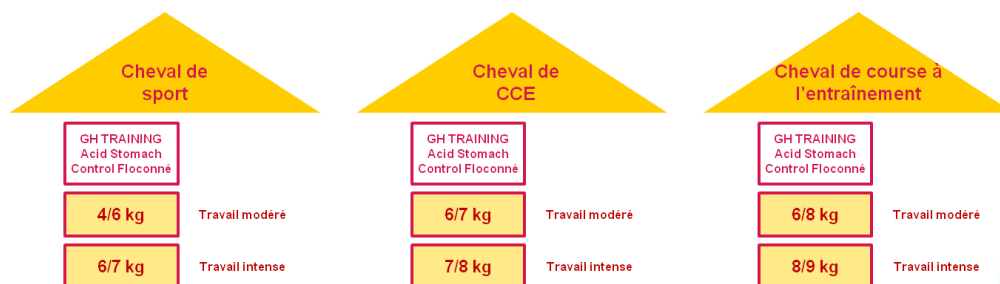 Cheval de
sport
GH TRAINING
Acid Stomach
Control Floconné
4/6 kg
Travail modéré
6/7 kg
Travail intense
Cheval de
CCE
GH TRAINING
Acid Stomach
Control Floconné
6/7 kg
Travail modéré
7/8 kg
Travail intense
Cheval de course à
l'entraînement
GH TRAINING
Acid Stomach
Control Floconné
6/8 kg
Travail modéré
8/9 kg
Travail intense